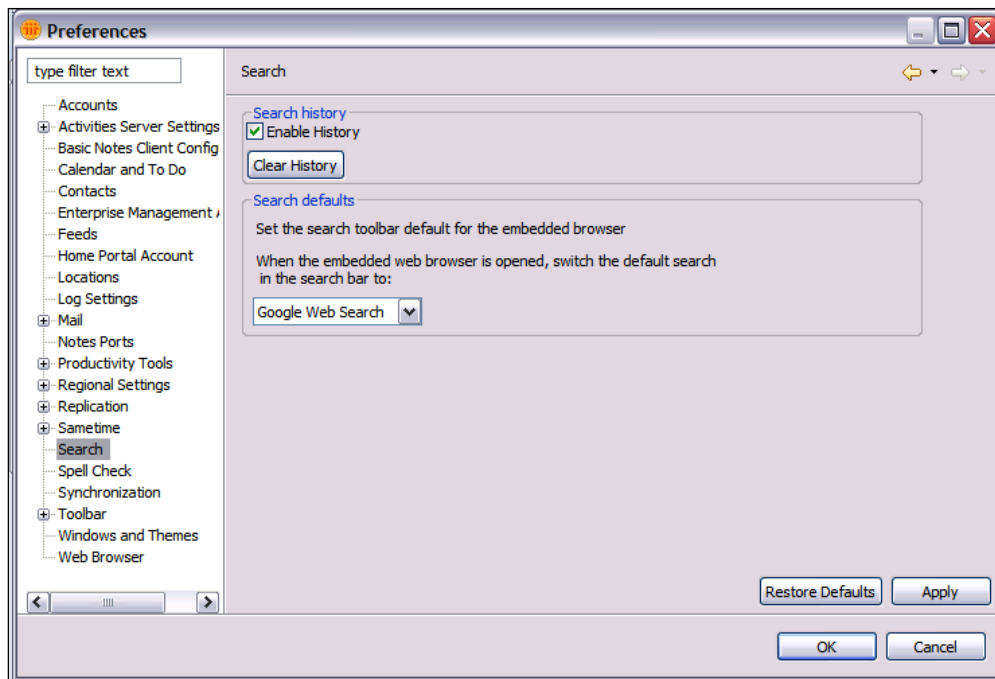 Preferences
type filter text
Accounts
Activities Server Settings
Basic Notes Client Config
Calendar and To Do
Contacts
Enterprise Management
Feeds
Home Portal Account
Locations
Log Settings
Mail
Notes Ports
Productivity Tools
Regional Settings
Replication
Sametime
Search
Spell Check
Synchronization
Toolbar
Windows and Themes
Web Browser
Search
Search history
Enable History
Clear History
Search defaults
Set the search toolbar default for the embedded browser
When the embedded web browser is opened, switch the default search
in the search bar to:
Google Web Search
Restore Defaults
Apply
OK
Cancel